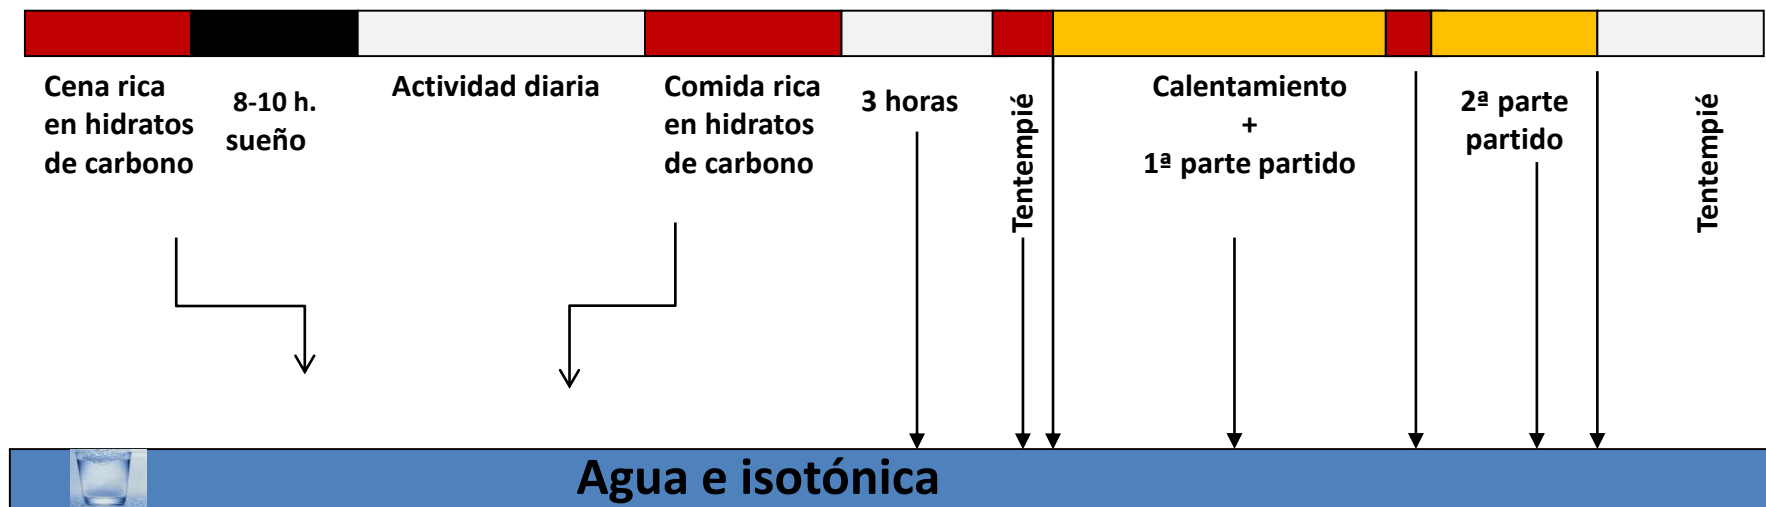 Cena rica
en hidratos
de carbono
8-10 h.
sueño
Actividad diaria
Comida rica
en hidratos
de carbono
3 horas
Tentempié
Calentamiento
+
1ª parte partido
2ª parte
partido
Tentempié
Agua e isotónica